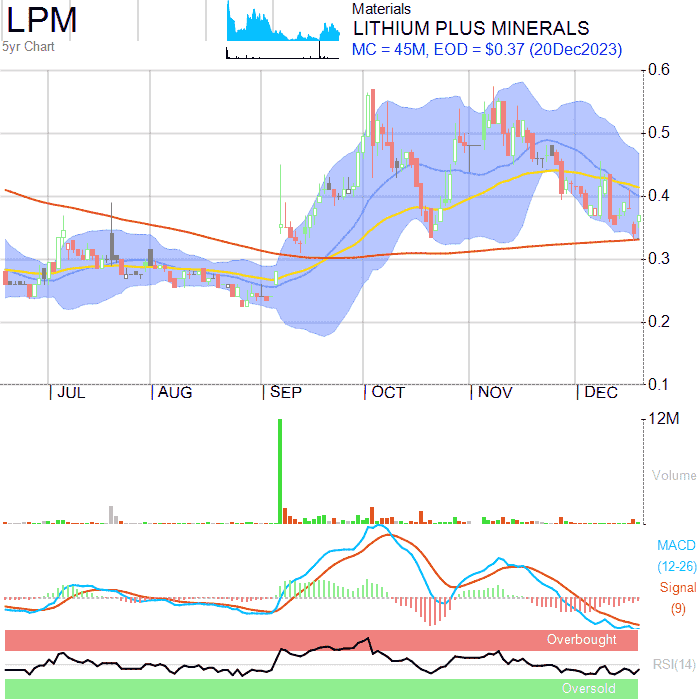 LPM
5yr Chart
Materials
LITHIUM PLUS MINERALS
MC = 45M, EOD = $0.37 (20Dec2023)
0.6
0.5
0.4
0.3
0.2
0.1
JUL AUG SEP OCT NOV DEC
12M
Volume
MACD
(12-26)
Signal
(9)
Overbought
RSI(14)
Oversold